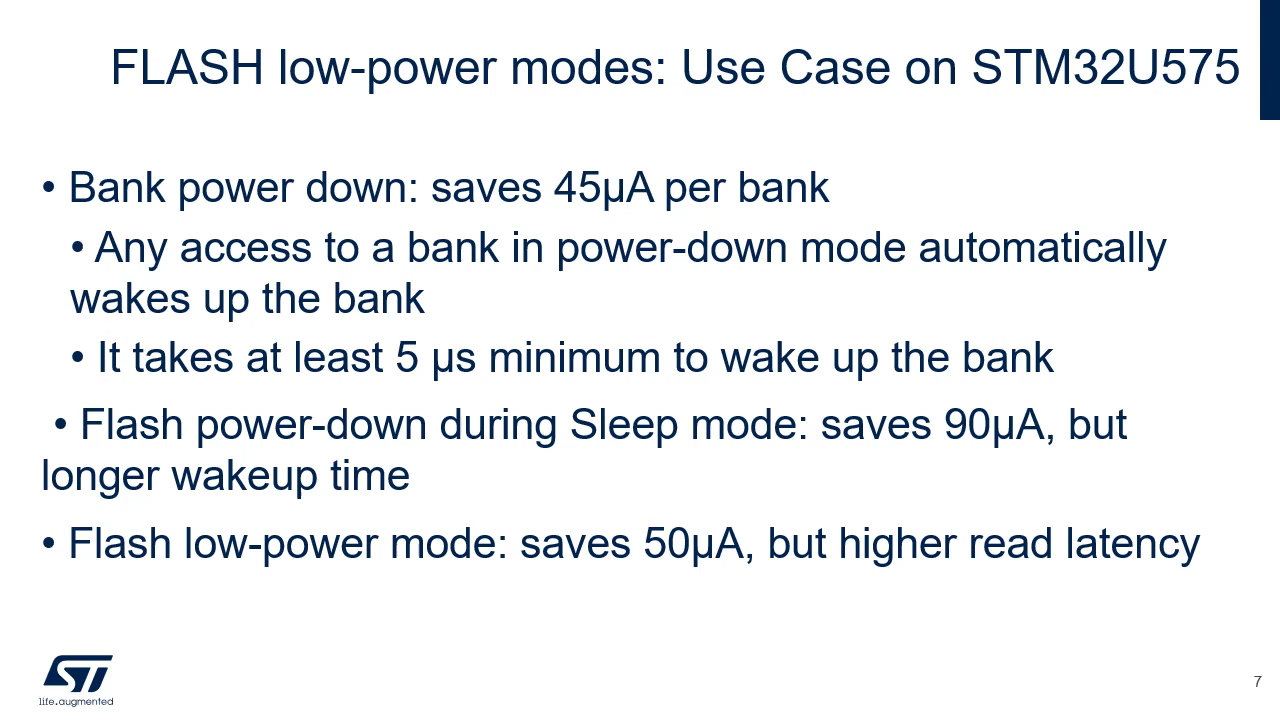 FLASH low-power modes: Use Case on STM32U575
• Bank power down: saves 45µA per bank
• Any access to a bank in power-down mode automatically
wakes up the bank
• It takes at least 5 µs minimum to wake up the bank
• Flash power-down during Sleep mode: saves 90µA, but
longer wakeup time
• Flash low-power mode: saves 50µA, but higher read latency
ST
life.augmented
7